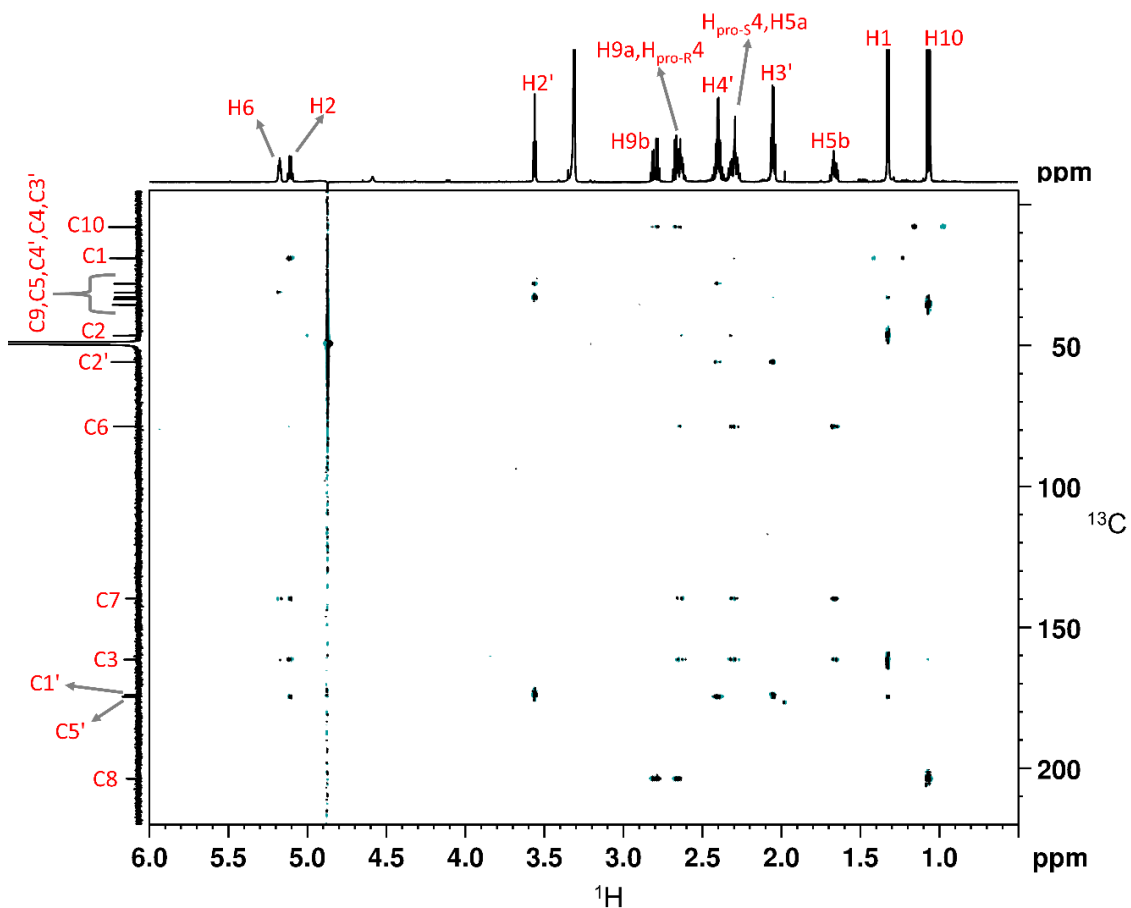 H_pro-S4,H5a
H9a,H_pro-R4
H1 H10
H2' H4' H3'
H6 H2
H9b H5b
ppm
C10
C1
C9,C5,C4',C4,C3'
C2
50
C2'
C6
100
13C
C7
150
C3
C1'
C5'
C8
200
6.0 5.5 5.0 4.5 4.0 3.5 3.0 2.5 2.0 1.5 1.0 ppm
1H